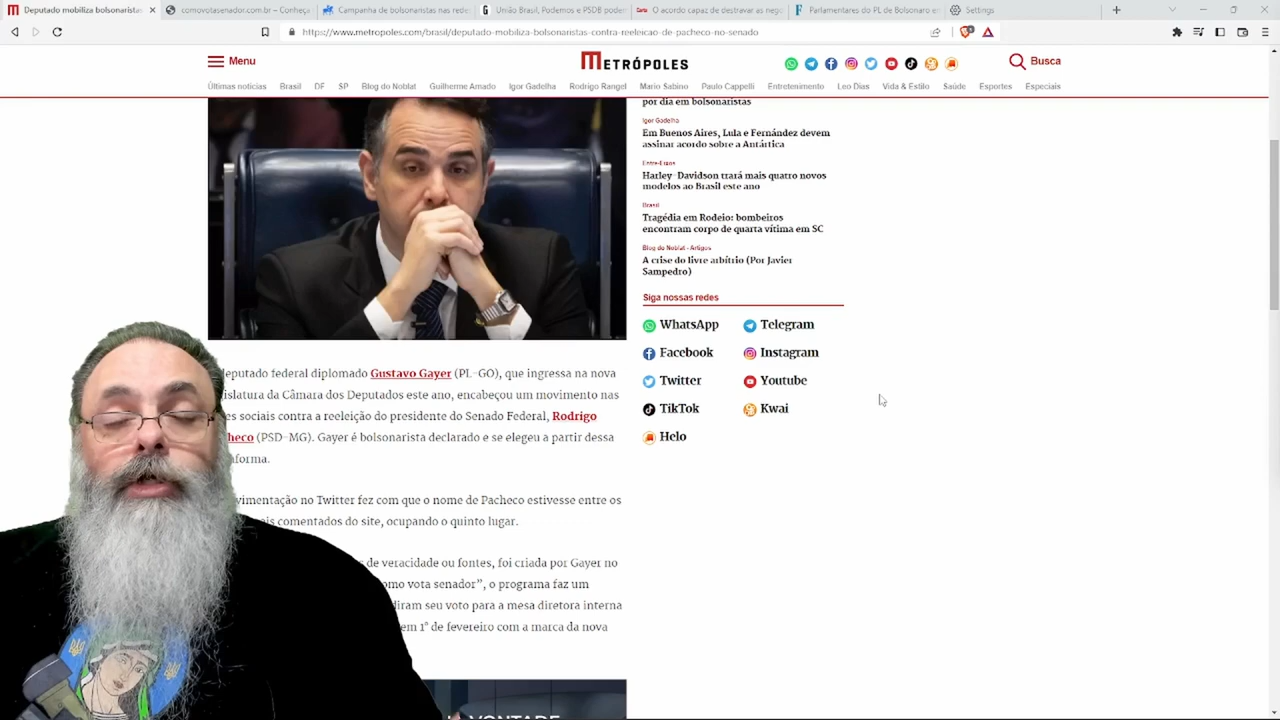 Deputado mobiliza bolsonaristas
comovotasenador.com.br – Conheça
Campanha de bolsonaristas nas rede
União Brasil, Podemos e PSDB podem
O acordo capaz de destravar as neg
Parlamentares do PL de Bolsonaro e
Settings
https://www.metropoles.com/brasil/deputado-mobiliza-bolsonaristas-contra-reeleicao-de-pacheco-no-senado
Menu
METRÓPOLES
Busca
Últimas notícias
Brasil
DF
SP
Blog do Noblat
Guilherme Amado
Igor Gadelha
Rodrigo Rangel
Mario Sabino
Paulo Cappelli
Entretenimento
Leo Dias
Vida & Estilo
Saúde
Esportes
Especiais
por dia em bolsonaristas
Igor Gadelha
Em Buenos Aires, Lula e Fernández devem
assinar acordo sobre a Antártica
Entre-Eixos
Harley-Davidson trará mais quatro novos
modelos ao Brasil este ano
Brasil
Tragédia em Rodeio: bombeiros
encontram corpo de quarta vítima em SC
Blog do Noblat - Artigos
A crise do livre arbítrio (Por Javier
Sampedro)
Siga nossas redes
WhatsApp
Telegram
Facebook
Instagram
Twitter
Youtube
TikTok
Kwai
Helo
eputado federal diplomado Gustavo Gayer (PL-GO), que ingressa na nova
islatura da Câmara dos Deputados este ano, encabeçou um movimento nas
es sociais contra a reeleição do presidente do Senado Federal, Rodrigo
checo (PSD-MG). Gayer é bolsonarista declarado e se elegeu a partir dessa
aforma.
vimentação no Twitter fez com que o nome de Pacheco estivesse entre os
ais comentados do site, ocupando o quinto lugar.
de veracidade ou fontes, foi criada por Gayer no
omo vota senador”, o programa faz um
diram seu voto para a mesa diretora interna
em 1º de fevereiro com a marca da nova
VONTADE